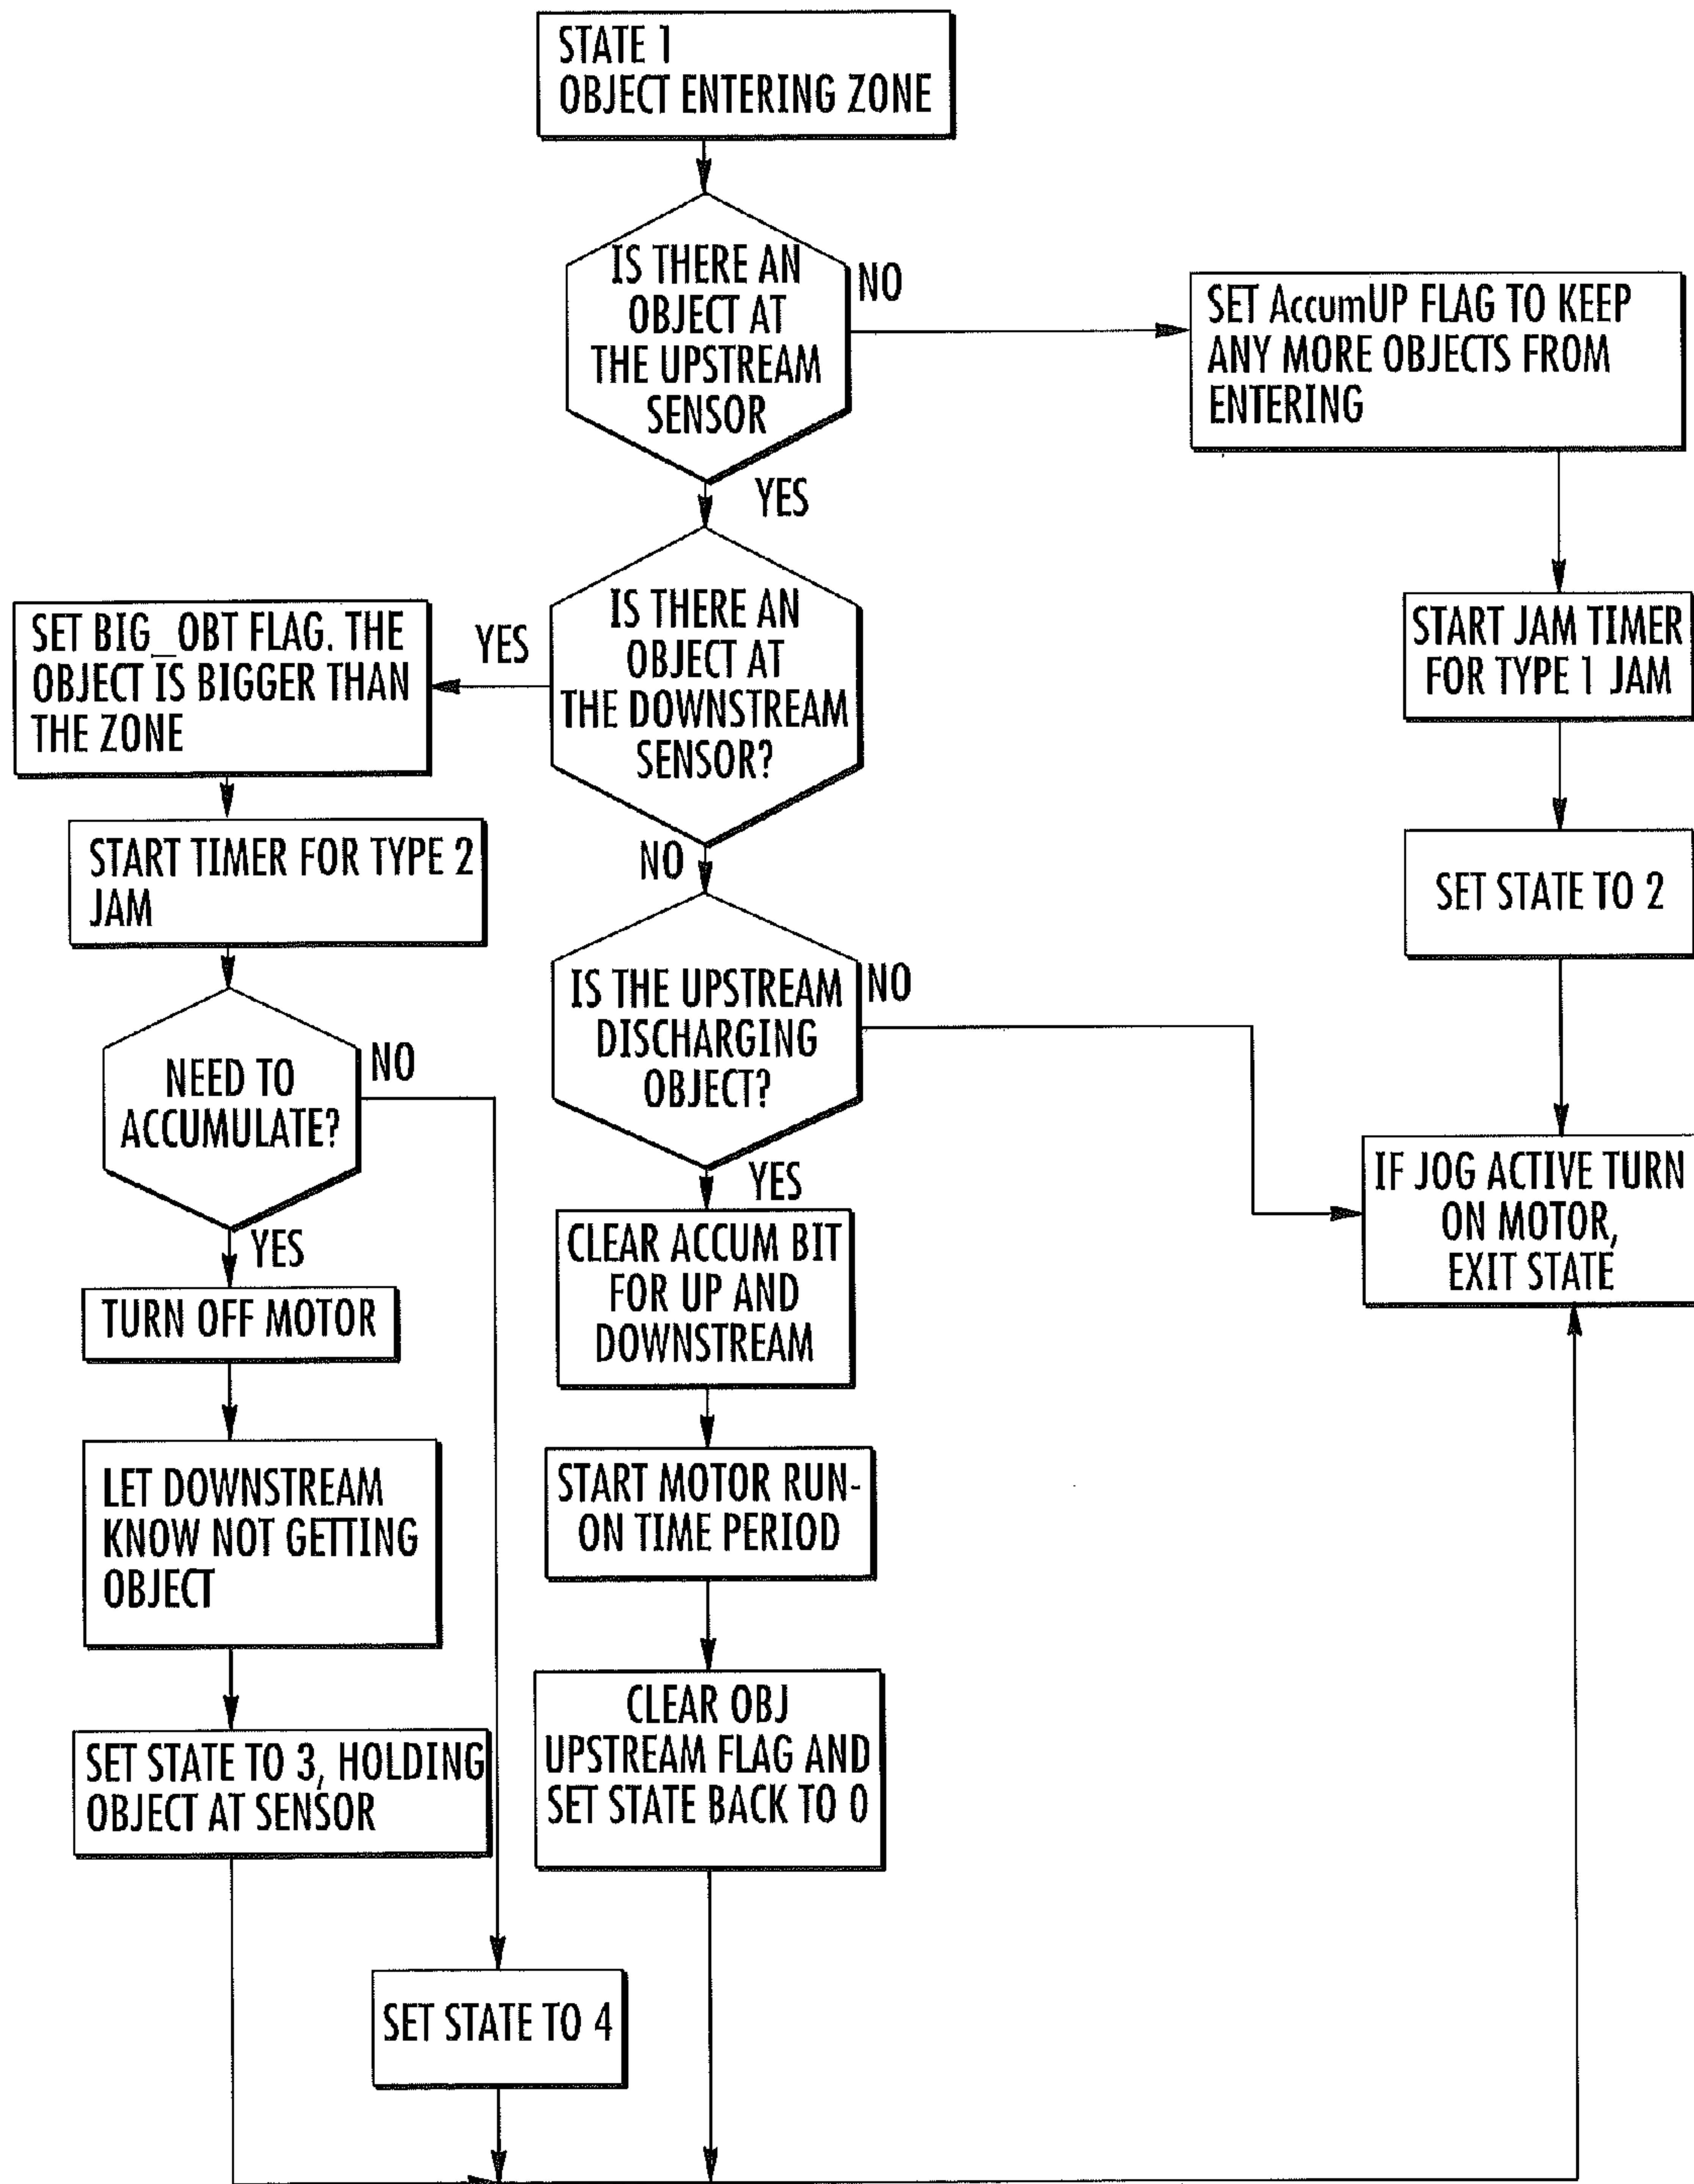 STATE 1
OBJECT ENTERING ZONE
IS THERE AN
OBJECT AT
THE UPSTREAM
SENSOR
NO
SET AccumUP FLAG TO KEEP
ANY MORE OBJECTS FROM
ENTERING
YES
START JAM TIMER
FOR TYPE 1 JAM
SET STATE TO 2
IS THERE AN
OBJECT AT
THE DOWNSTREAM
SENSOR?
YES
SET BIG_OBT FLAG. THE
OBJECT IS BIGGER THAN
THE ZONE
START TIMER FOR TYPE 2
JAM
NO
NEED TO
ACCUMULATE?
NO
YES
TURN OFF MOTOR
LET DOWNSTREAM
KNOW NOT GETTING
OBJECT
SET STATE TO 3, HOLDING
OBJECT AT SENSOR
SET STATE TO 4
IS THE UPSTREAM
DISCHARGING
OBJECT?
NO
YES
CLEAR ACCUM BIT
FOR UP AND
DOWNSTREAM
START MOTOR RUN-
ON TIME PERIOD
CLEAR OBJ
UPSTREAM FLAG AND
SET STATE BACK TO 0
IF JOG ACTIVE TURN
ON MOTOR,
EXIT STATE